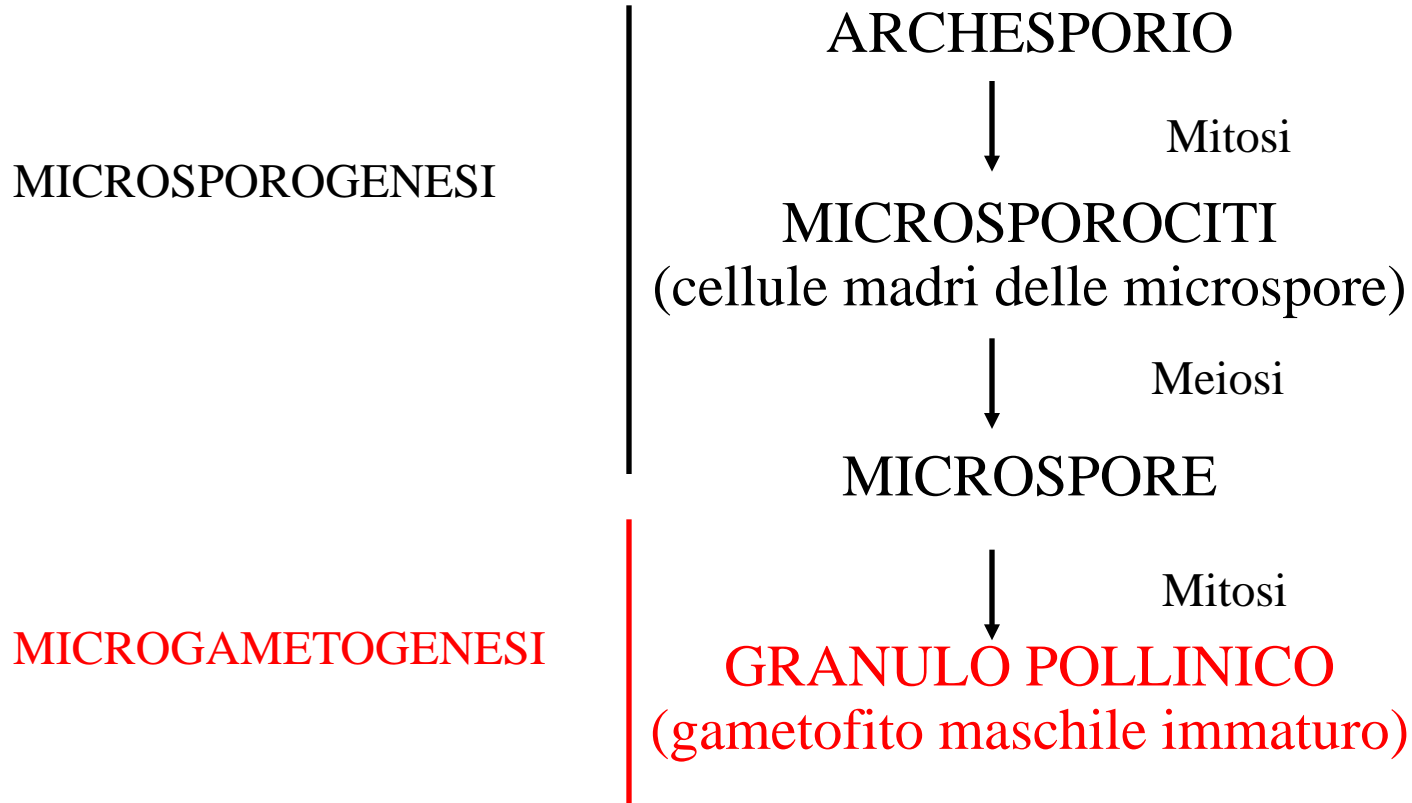 ARCHESPORIO
Mitosi
MICROSPOROGENESI
MICROSPOROCITI
(cellule madri delle microspore)
Meiosi
MICROSPORE
Mitosi
MICROGAMETOGENESI
GRANULO POLLINICO
(gametofito maschile immaturo)